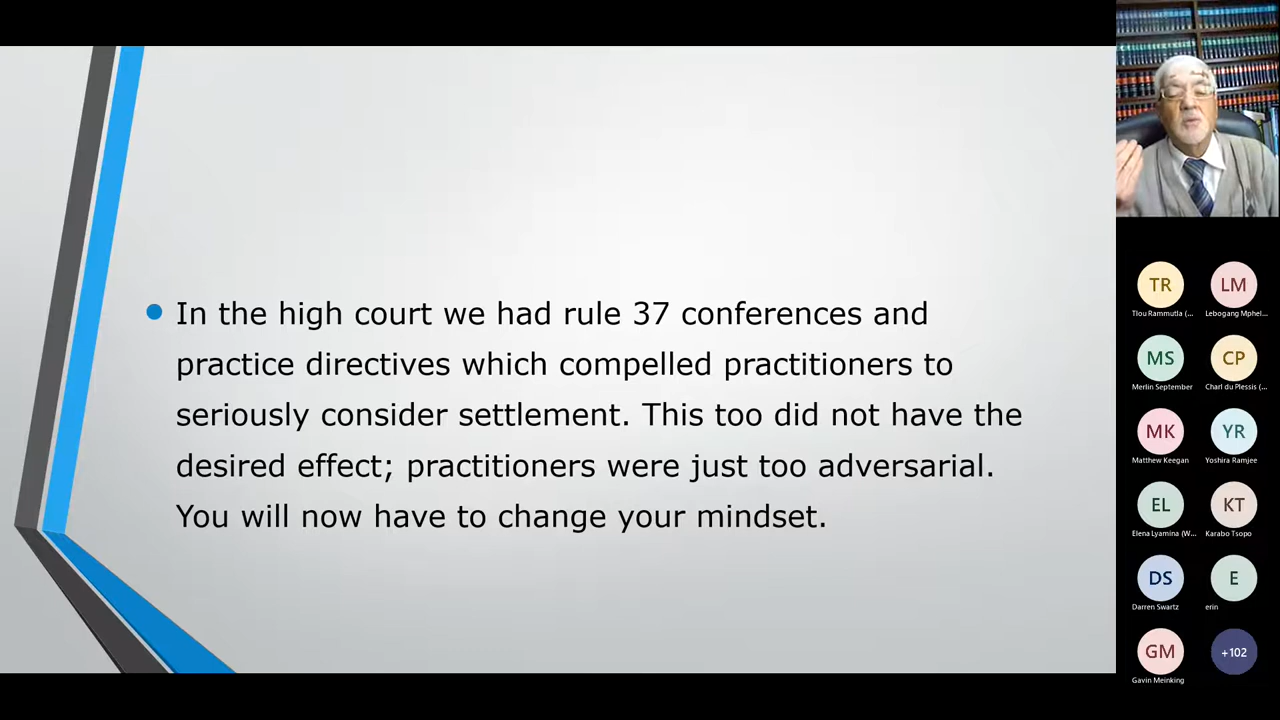 In the high court we had rule 37 conferences and
practice directives which compelled practitioners to
seriously consider settlement. This too did not have the
desired effect; practitioners were just too adversarial.
You will now have to change your mindset.
TR LM
Tlou Rammutla (... Lebogang Mphel...
MS CP
Merlin September Charl du Plessis (...
MK YR
Matthew Keegan Yoshira Ramjee
EL KT
Elena Lyamina (W... Karabo Tsopo
DS E
Darren Swartz erin
GM +102
Gavin Meinking